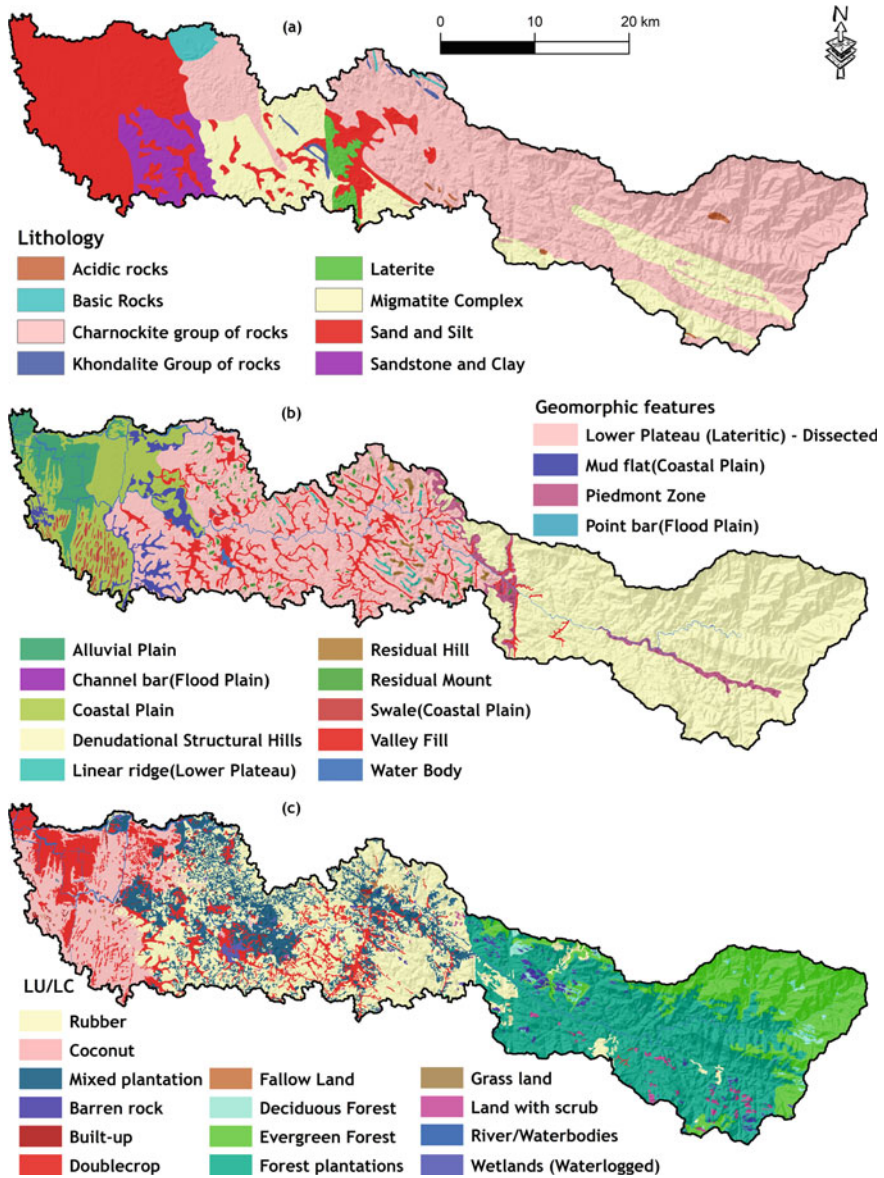 (a)
0 10 20 km
N
Lithology
Acidic rocks
Basic Rocks
Charnockite group of rocks
Khondalite Group of rocks
Laterite
Migmatite Complex
Sand and Silt
Sandstone and Clay
(b)
Geomorphic features
Lower Plateau (Lateritic) - Dissected
Mud flat(Coastal Plain)
Piedmont Zone
Point bar(Flood Plain)
Alluvial Plain
Channel bar(Flood Plain)
Coastal Plain
Denudational Structural Hills
Linear ridge(Lower Plateau)
Residual Hill
Residual Mount
Swale(Coastal Plain)
Valley Fill
Water Body
(c)
LU/LC
Rubber
Coconut
Mixed plantation
Barren rock
Built-up
Doublecrop
Fallow Land
Deciduous Forest
Evergreen Forest
Forest plantations
Grass land
Land with scrub
River/Waterbodies
Wetlands (Waterlogged)